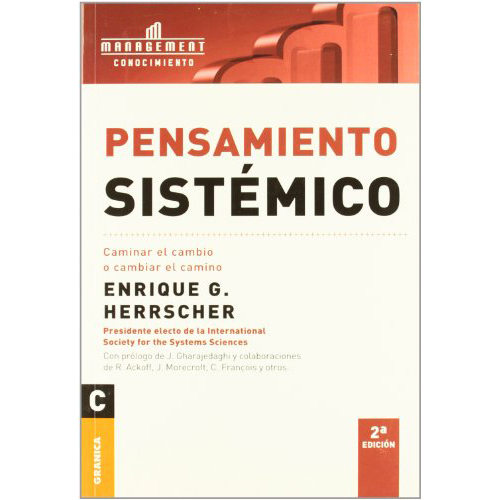 MANAGEMENT
CONOCIMIENTO
PENSAMIENTO
SISTÉMICO
Caminar el cambio
o cambiar el camino
ENRIQUE G.
HERRSCHER
Presidente electo de la International
Society for the Systems Sciences
Con prólogo de J. Gharajedaghi y colaboraciones
de R. Ackoff, J. Morecroft, C. François y otros.
C
GRANICA
2ª
EDICIÓN